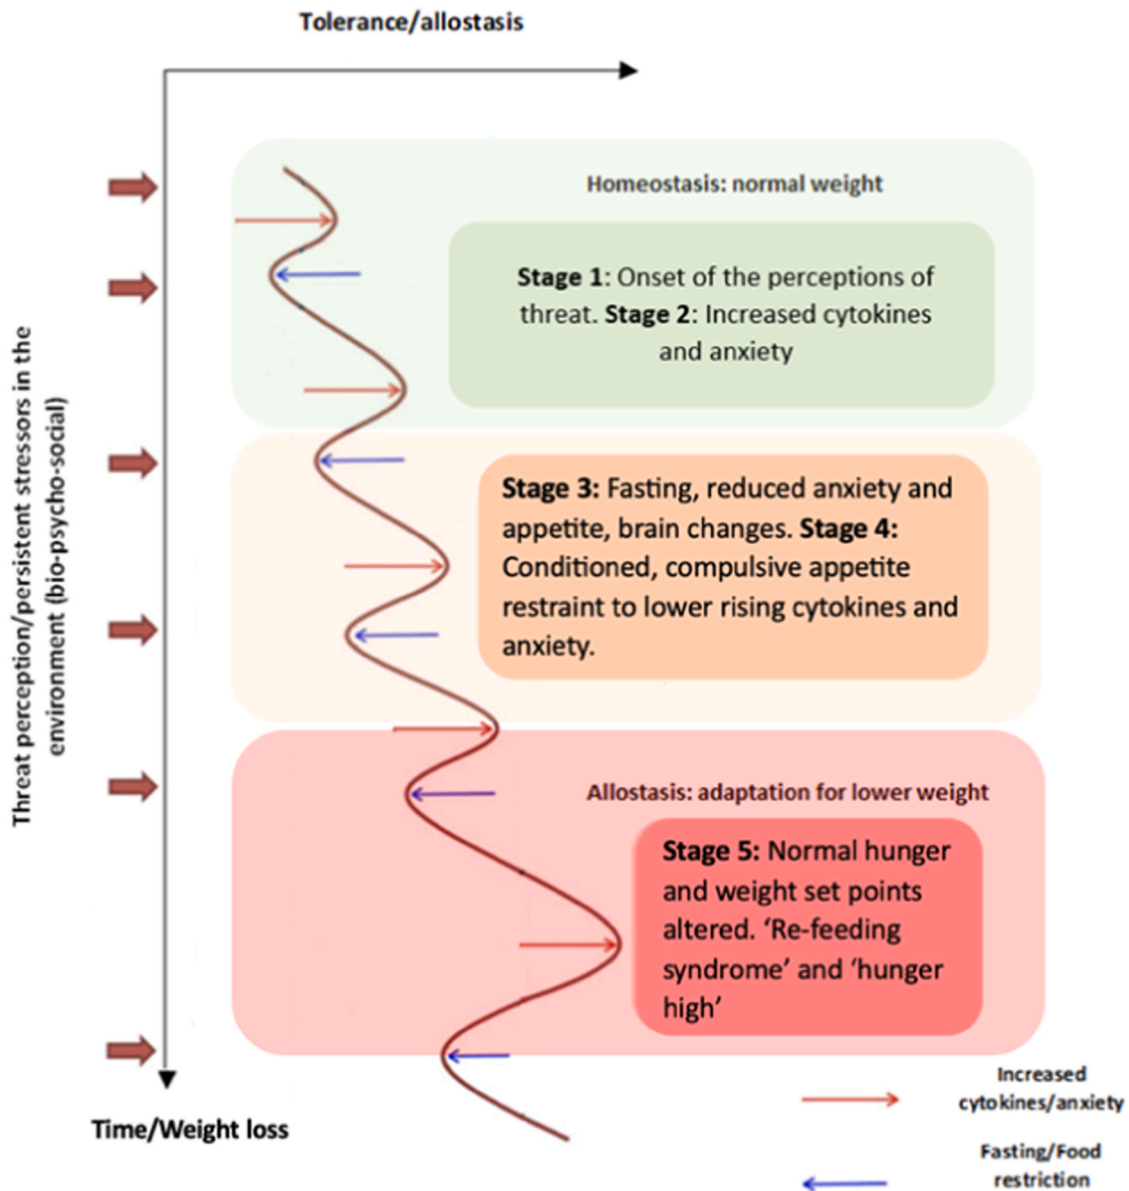 Tolerance/allostasis
Threat perception/persistent stressors in the
environment (bio-psycho-social)
Homeostasis: normal weight
Stage 1: Onset of the perceptions of
threat. Stage 2: Increased cytokines
and anxiety
Stage 3: Fasting, reduced anxiety and
appetite, brain changes. Stage 4:
Conditioned, compulsive appetite
restraint to lower rising cytokines and
anxiety.
Allostasis: adaptation for lower weight
Stage 5: Normal hunger
and weight set points
altered. ‘Re-feeding
syndrome’ and ‘hunger
high’
Time/Weight loss
Increased
cytokines/anxiety
Fasting/Food
restriction